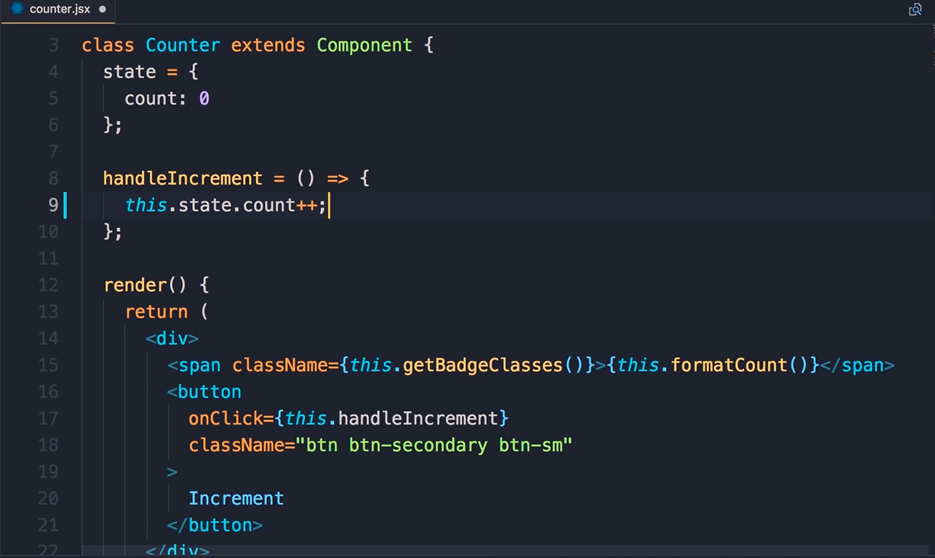 counter.jsx
3 class Counter extends Component {
4 state = {
5 count: 0
6 };
7
8 handleIncrement = () => {
9 this.state.count++;
10 };
11
12 render() {
13 return (
14 <div>
15 <span className={this.getBadgeClasses()}>{this.formatCount()}</span>
16 <button
17 onClick={this.handleIncrement}
18 className="btn btn-secondary btn-sm"
19 >
20 Increment
21 </button>
22 </div>